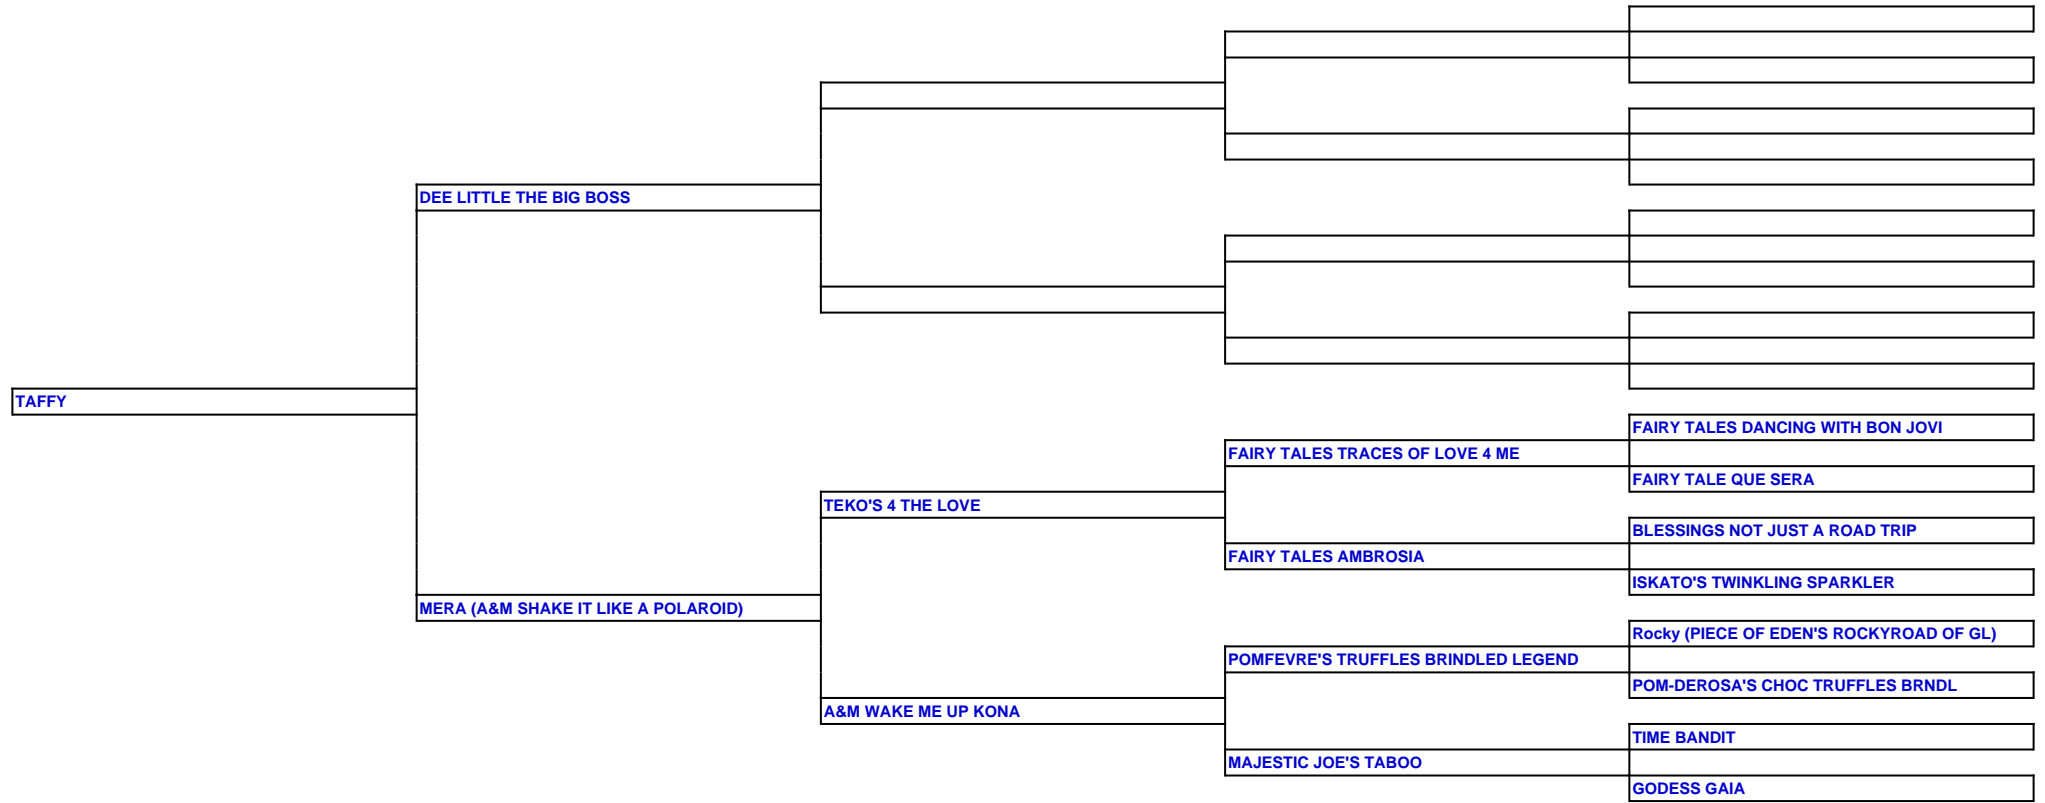 DEE LITTLE THE BIG BOSS
TAFFY
FAIRY TALES DANCING WITH BON JOVI
FAIRY TALES TRACES OF LOVE 4 ME
FAIRY TALE QUE SERA
TEKO'S 4 THE LOVE
BLESSINGS NOT JUST A ROAD TRIP
FAIRY TALES AMBROSIA
ISKATO'S TWINKLING SPARKLER
MERA (A&M SHAKE IT LIKE A POLAROID)
Rocky (PIECE OF EDEN'S ROCKYROAD OF GL)
POMFEVRE'S TRUFFLES BRINDLED LEGEND
POM-DEROSA'S CHOC TRUFFLES BRNDL
A&M WAKE ME UP KONA
TIME BANDIT
MAJESTIC JOE'S TABOO
GODESS GAIA